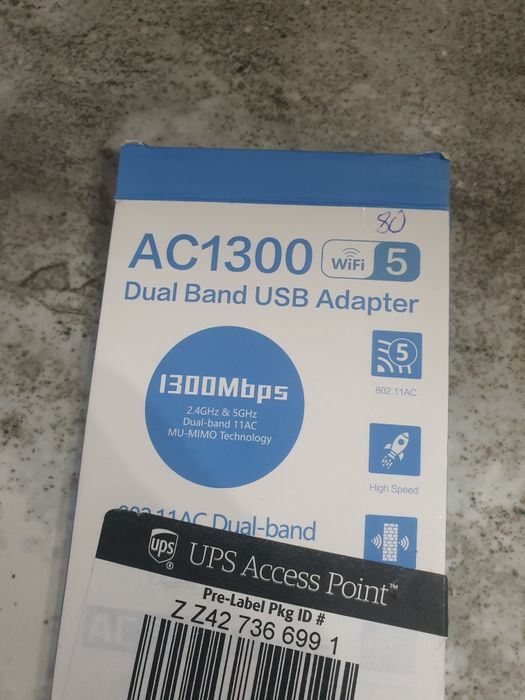 80
AC1300 WiFi 5
Dual Band USB Adapter
1300Mbps
2.4GHz & 5GHz
Dual-band 11AC
MU-MIMO Technology
5
802.11AC
High Speed
802.11AC Dual-band
ups
UPS Access Point™
Pre-Label Pkg ID #
Z Z42 736 699 1